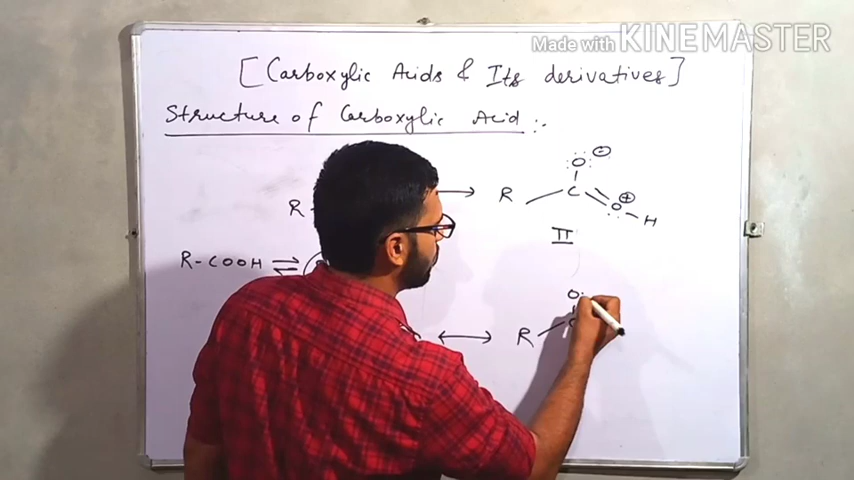 Made with KINEMASTER
[Carboxylic Acids & Its derivatives]
Structure of Carboxylic Acid :-
:O: ⊖
R → R C O ⊕ H
II
R-COOH ⇌
O:
↔ R C